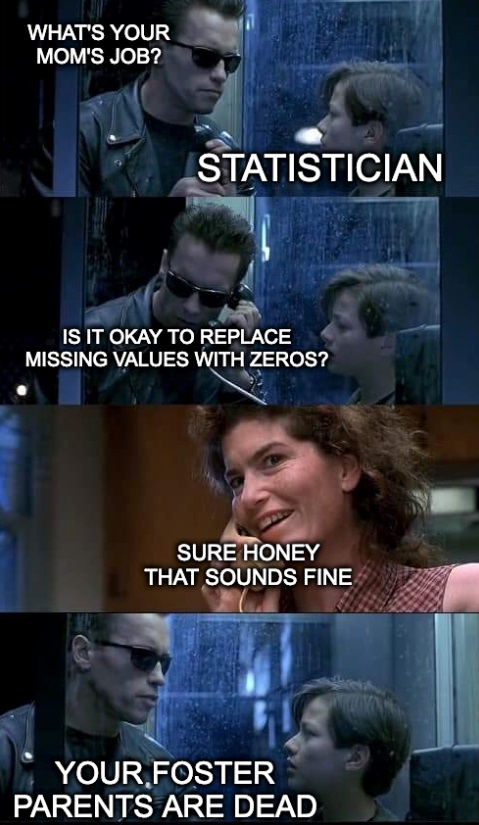 WHAT'S YOUR
MOM'S JOB?
STATISTICIAN
IS IT OKAY TO REPLACE
MISSING VALUES WITH ZEROS?
SURE HONEY
THAT SOUNDS FINE
YOUR FOSTER
PARENTS ARE DEAD